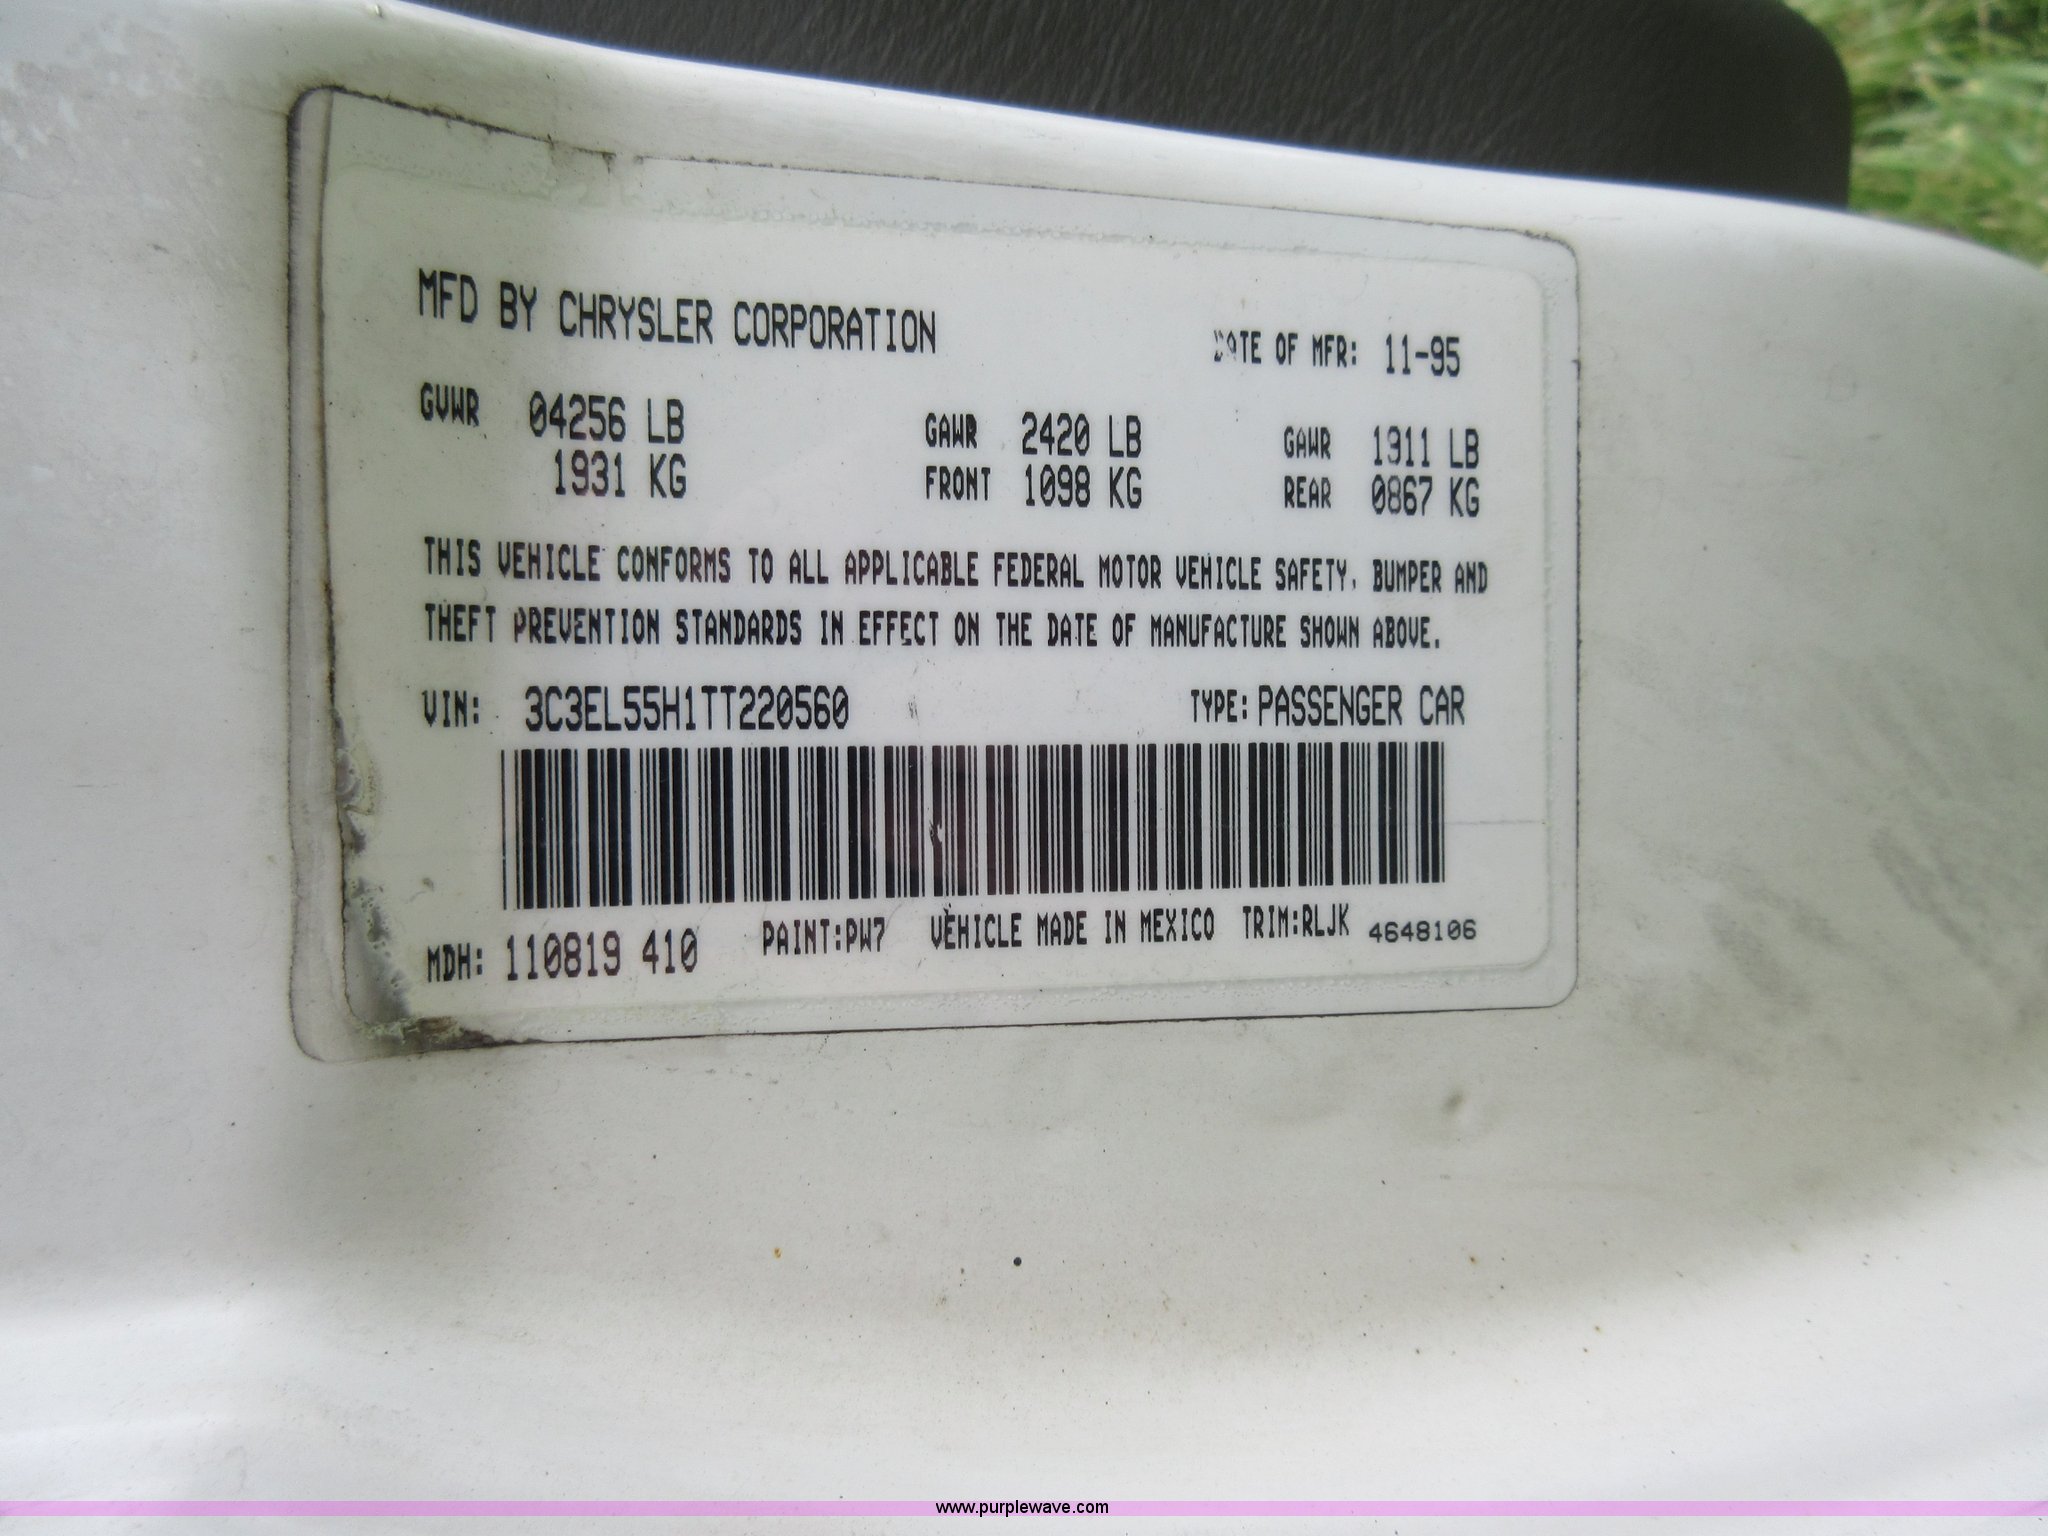 MFD BY CHRYSLER CORPORATION
DATE OF MFR: 11-95
GVWR 04256 LB
1931 KG
GAWR 2420 LB
FRONT 1098 KG
GAWR 1911 LB
REAR 0867 KG
THIS VEHICLE CONFORMS TO ALL APPLICABLE FEDERAL MOTOR VEHICLE SAFETY, BUMPER AND
THEFT PREVENTION STANDARDS IN EFFECT ON THE DATE OF MANUFACTURE SHOWN ABOVE.
VIN: 3C3EL55H1TT220560
TYPE: PASSENGER CAR
MDH: 110819 410 PAINT:PW7 VEHICLE MADE IN MEXICO TRIM:RLJK 4648106
www.purplewave.com